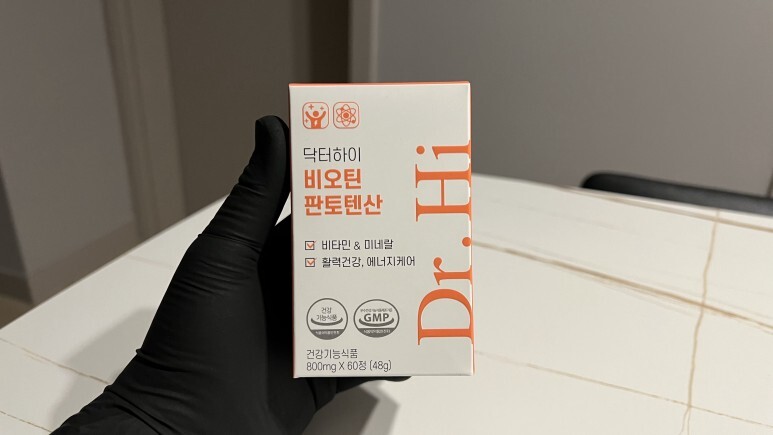 닥터하이
비오틴
판토텐산
비타민 & 미네랄
활력건강, 에너지케어
건강
기능식품
GMP
건강기능식품
800mg X 60정 (48g)
Dr. Hi